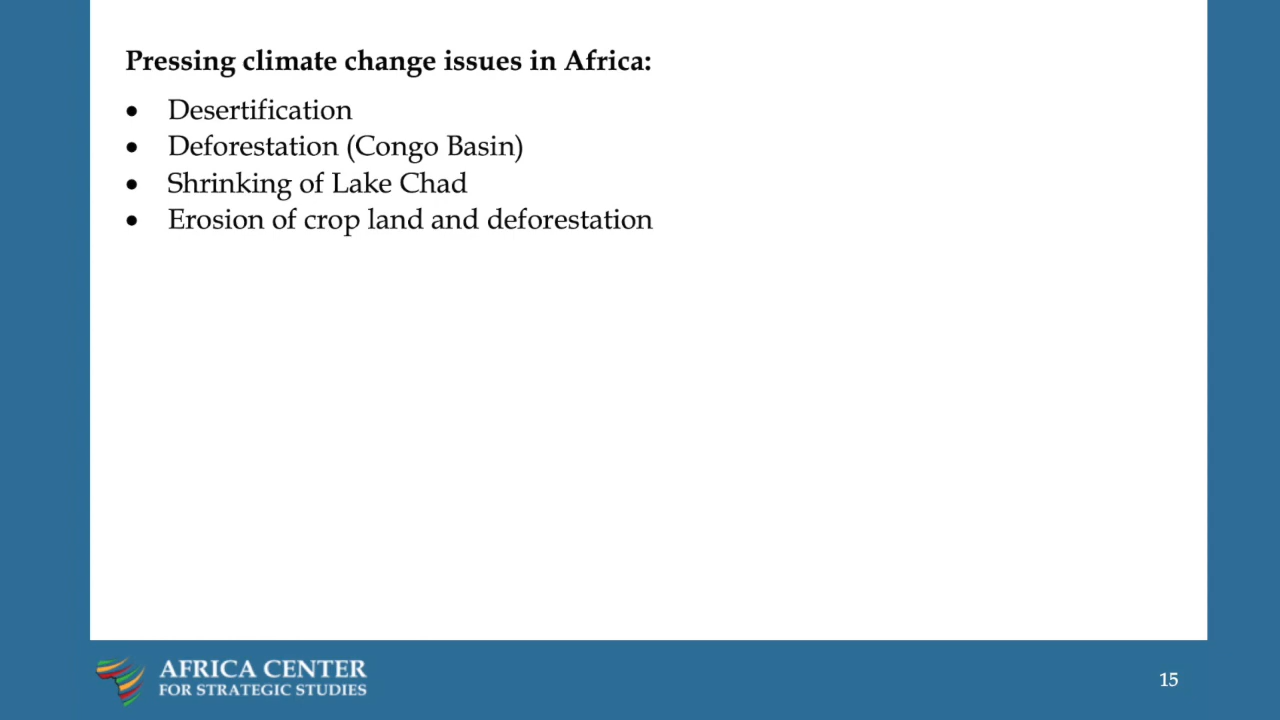 Pressing climate change issues in Africa:
• Desertification
• Deforestation (Congo Basin)
• Shrinking of Lake Chad
• Erosion of crop land and deforestation
AFRICA CENTER
FOR STRATEGIC STUDIES
15